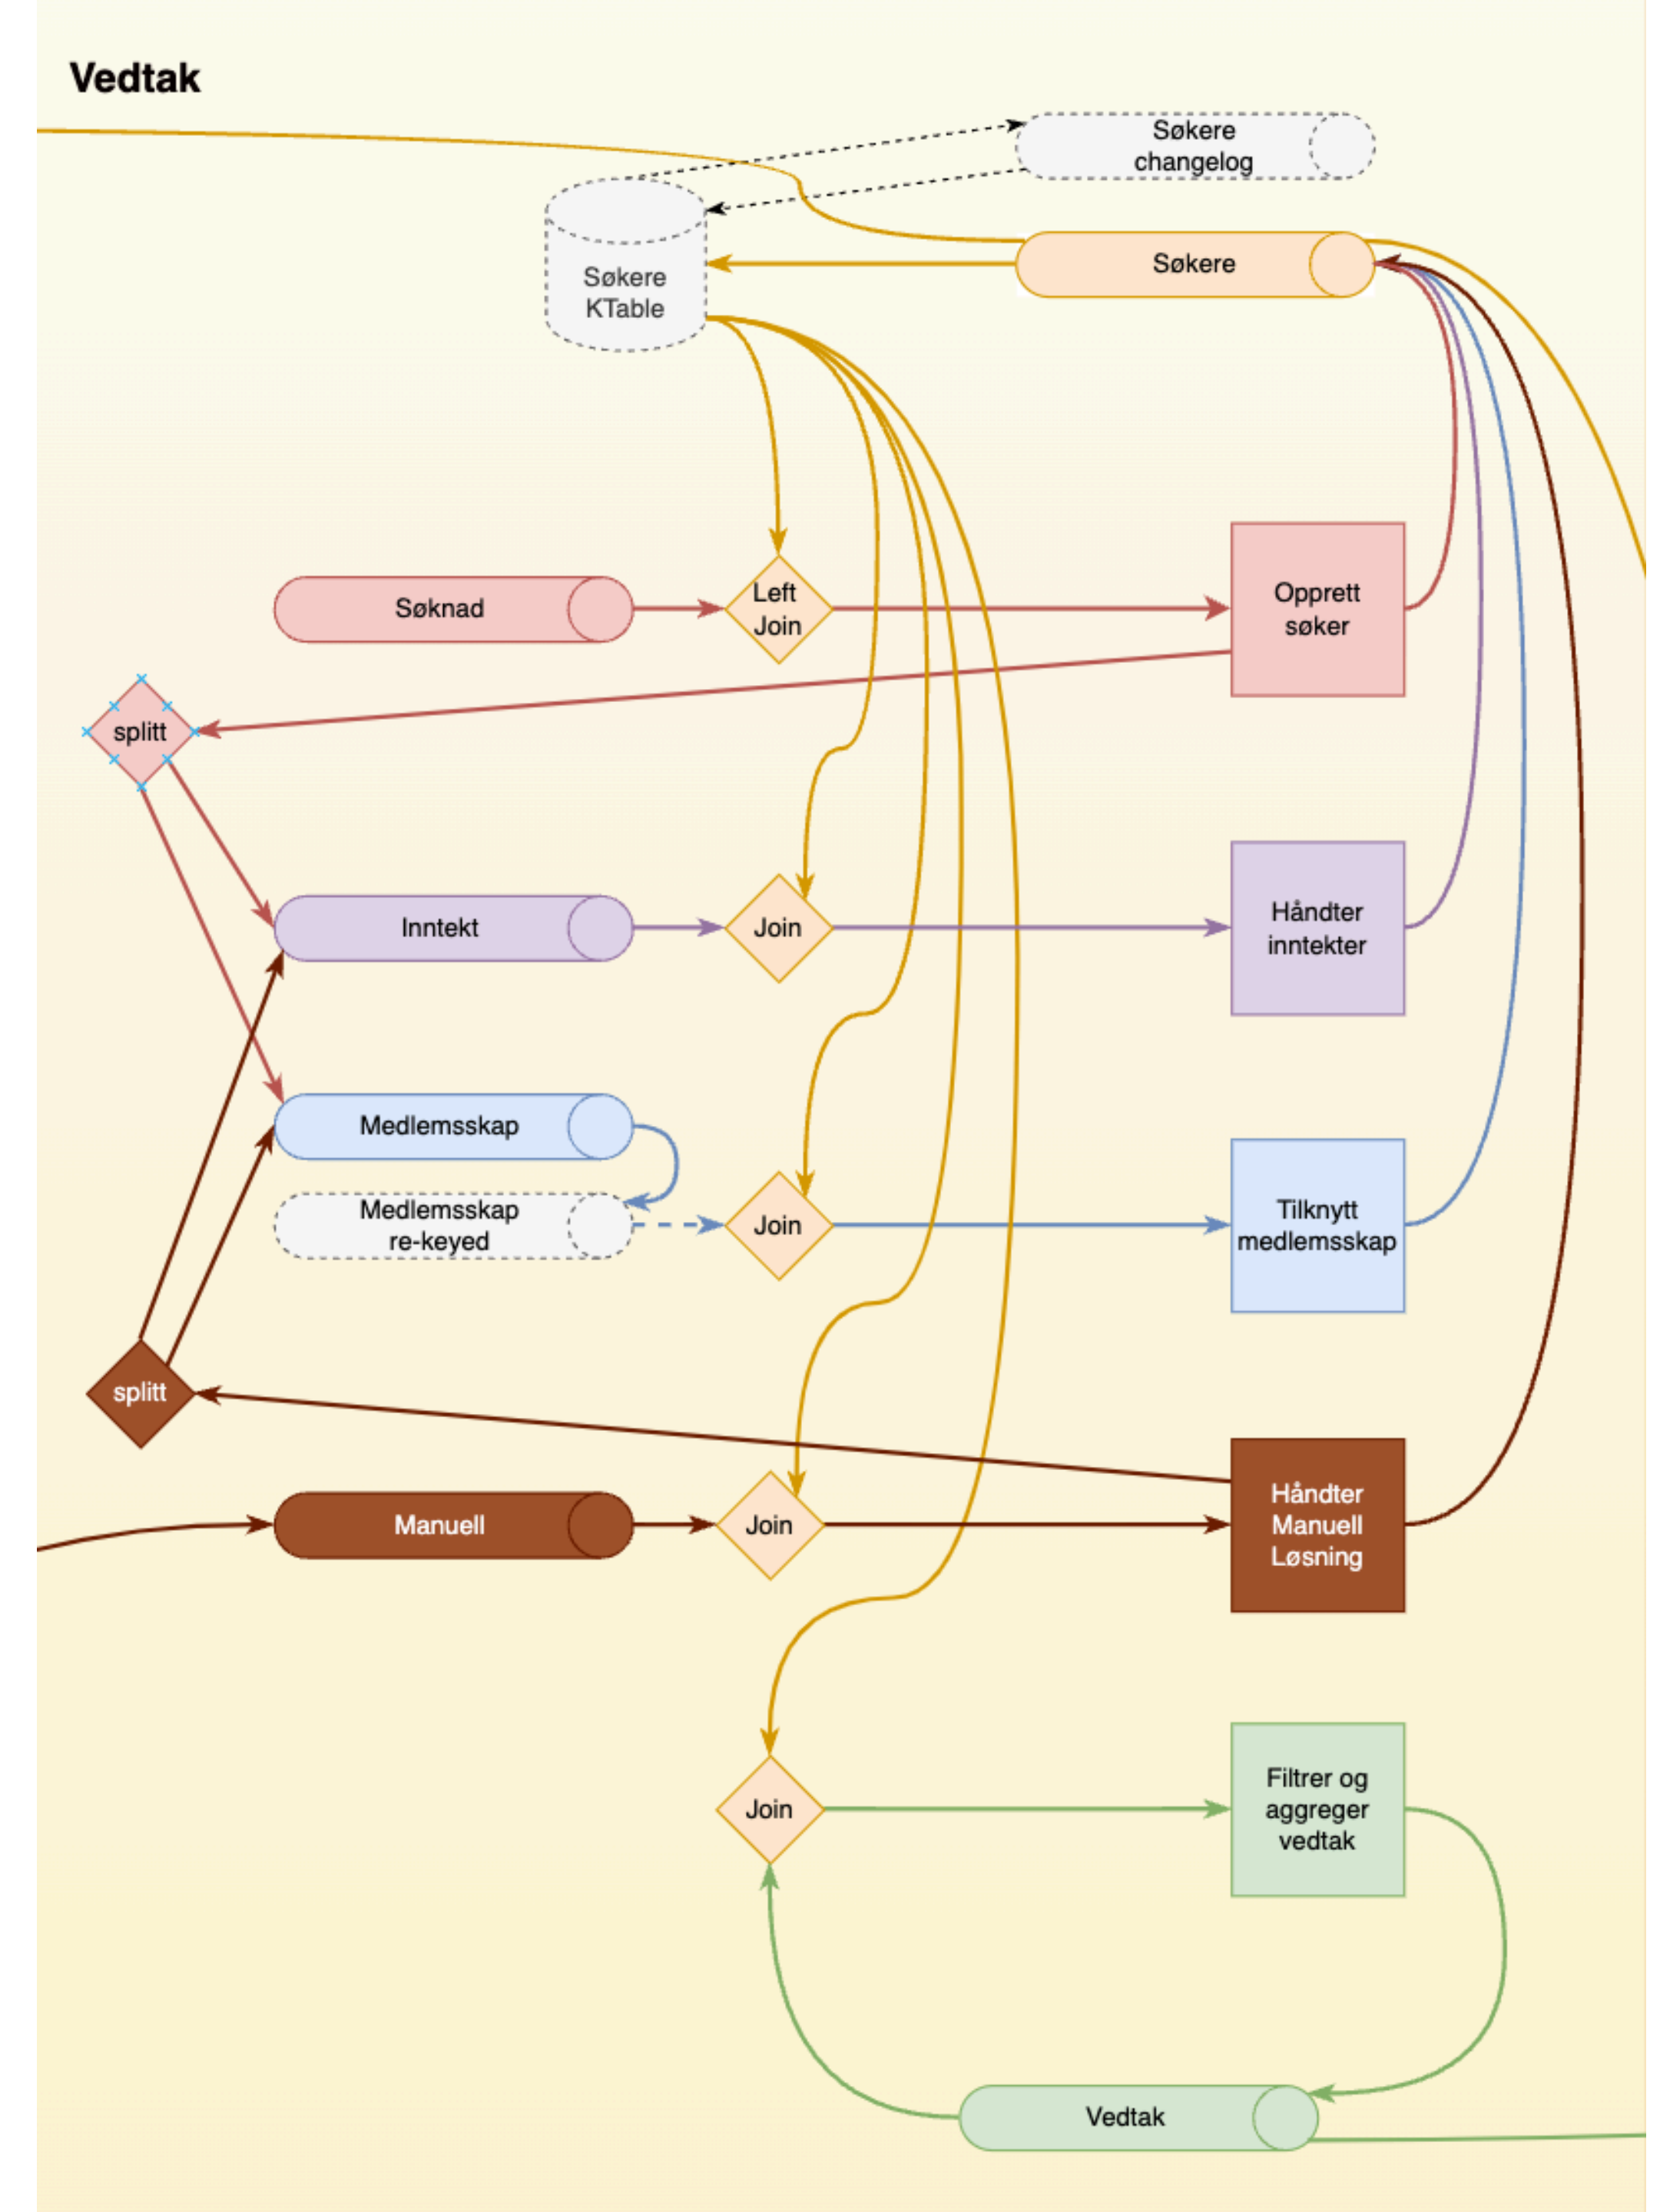 Vedtak
Søkere
changelog
Søkere
Søkere
KTable
Søknad
Left
Join
Opprett
søker
splitt
Inntekt
Join
Håndter
inntekter
Medlemsskap
Medlemsskap
re-keyed
Join
Tilknytt
medlemsskap
splitt
Manuell
Join
Håndter
Manuell
Løsning
Join
Filtrer og
aggreger
vedtak
Vedtak